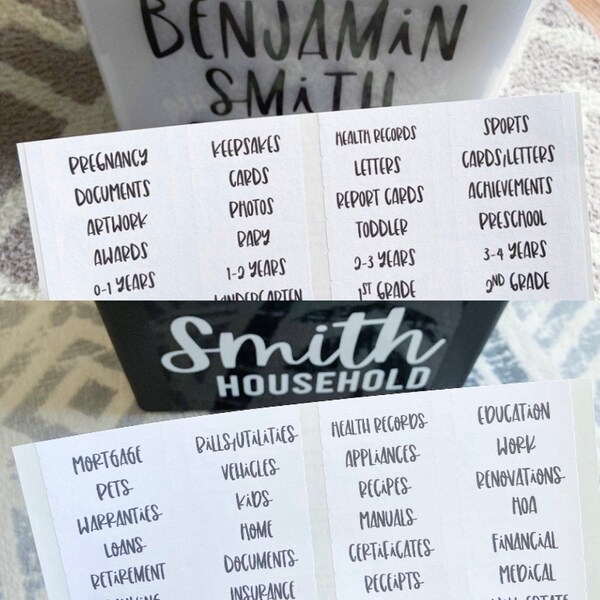 BENJAMIN
SMITH
PREGNANCY
DOCUMENTS
ARTWORK
AWARDS
0-1 YEARS
KEEPSAKES
CARDS
PHOTOS
BABY
1-2 YEARS
KINDERGARTEN
HEALTH RECORDS
LETTERS
REPORT CARDS
TODDLER
2-3 YEARS
1ST GRADE
SPORTS
CARDS/LETTERS
ACHIEVEMENTS
PRESCHOOL
3-4 YEARS
2ND GRADE
Smith
HOUSEHOLD
MORTGAGE
PETS
WARRANTIES
LOANS
RETIREMENT
BILLS/UTILITIES
VEHICLES
KIDS
HOME
DOCUMENTS
INSURANCE
HEALTH RECORDS
APPLIANCES
RECIPES
MANUALS
CERTIFICATES
RECEIPTS
EDUCATION
WORK
RENOVATIONS
HOA
FINANCIAL
MEDICAL